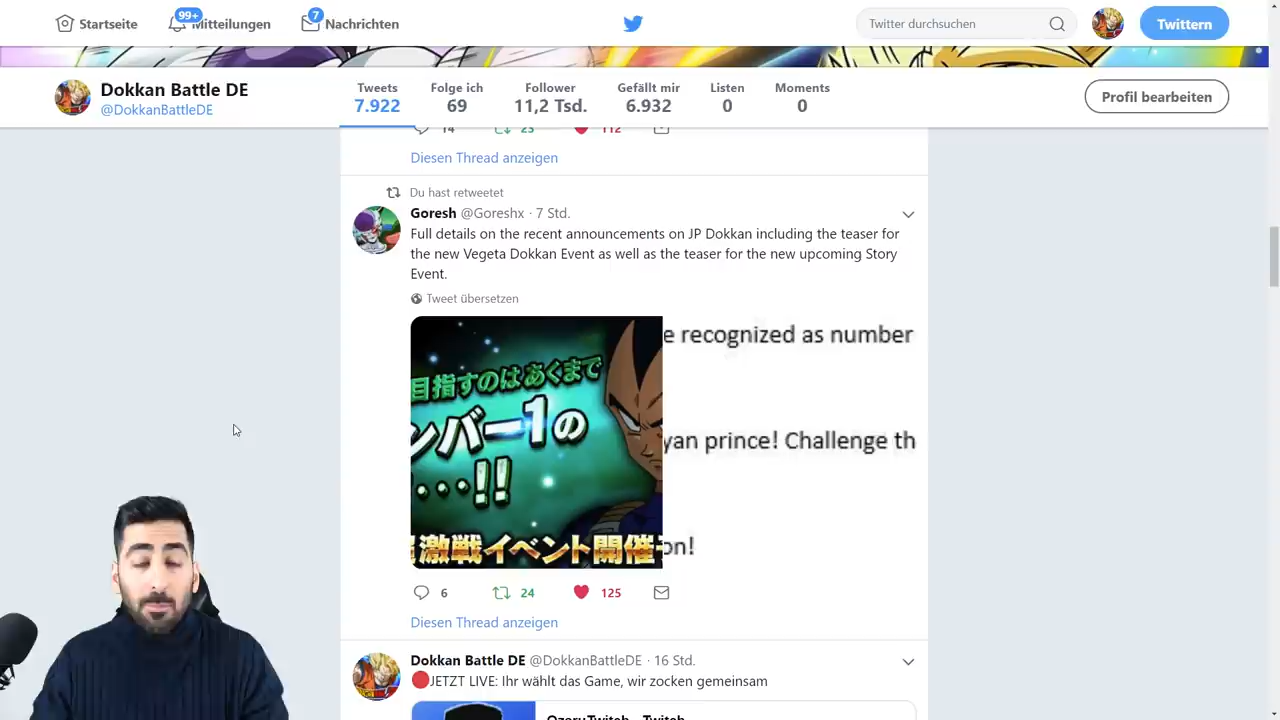 Startseite
99+
Mitteilungen
7
Nachrichten
Twitter durchsuchen
Twittern
Dokkan Battle DE
@DokkanBattleDE
Tweets
7.922
Folge ich
69
Follower
11,2 Tsd.
Gefällt mir
6.932
Listen
0
Moments
0
Profil bearbeiten
14
23
112
Diesen Thread anzeigen
Du hast retweetet
Goresh @Goreshx · 7 Std.
Full details on the recent announcements on JP Dokkan including the teaser for
the new Vegeta Dokkan Event as well as the teaser for the new upcoming Story
Event.
Tweet übersetzen
目指すのはあくまで
ンバー1の
・・・!!
激戦イベント開催
e recognized as number
yan prince! Challenge th
on!
6
24
125
Diesen Thread anzeigen
Dokkan Battle DE @DokkanBattleDE · 16 Std.
JETZT LIVE: Ihr wählt das Game, wir zocken gemeinsam
OzoruTwitch - Twitch